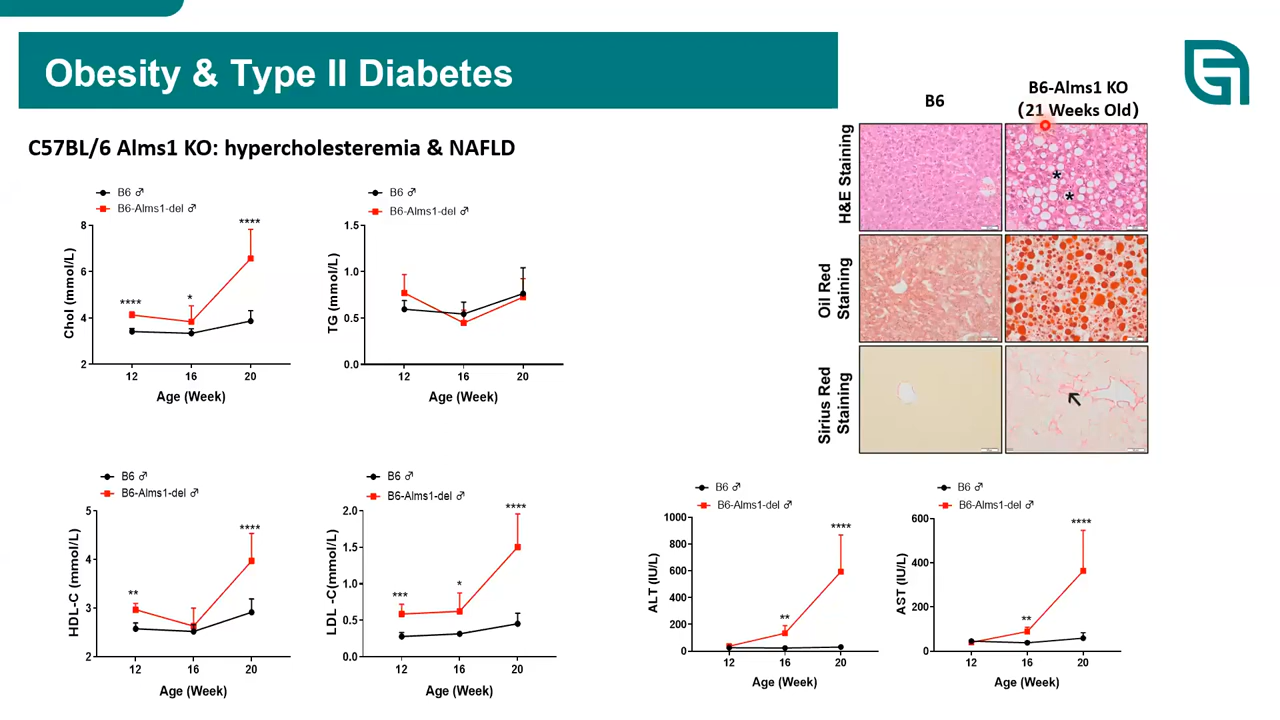 Obesity & Type II Diabetes
C57BL/6 Alms1 KO: hypercholesteremia & NAFLD
B6 ♂
B6-Alms1-del ♂
Chol (mmol/L)
8
6
4
2
****
*
****
12 16 20
Age (Week)
B6 ♂
B6-Alms1-del ♂
TG (mmol/L)
1.5
1.0
0.5
0.0
12 16 20
Age (Week)
B6
B6-Alms1 KO
(21 Weeks Old)
H&E Staining
*
*
Oil Red
Staining
Sirius Red
Staining
B6 ♂
B6-Alms1-del ♂
HDL-C (mmol/L)
5
4
3
2
**
****
12 16 20
Age (Week)
B6 ♂
B6-Alms1-del ♂
LDL -C(mmol/L)
2.0
1.5
1.0
0.5
0.0
***
*
****
12 16 20
Age (Week)
B6 ♂
B6-Alms1-del ♂
ALT (IU/L)
1000
800
600
400
200
0
**
****
12 16 20
Age (Week)
B6 ♂
B6-Alms1-del ♂
AST (IU/L)
600
400
200
0
**
****
12 16 20
Age (Week)